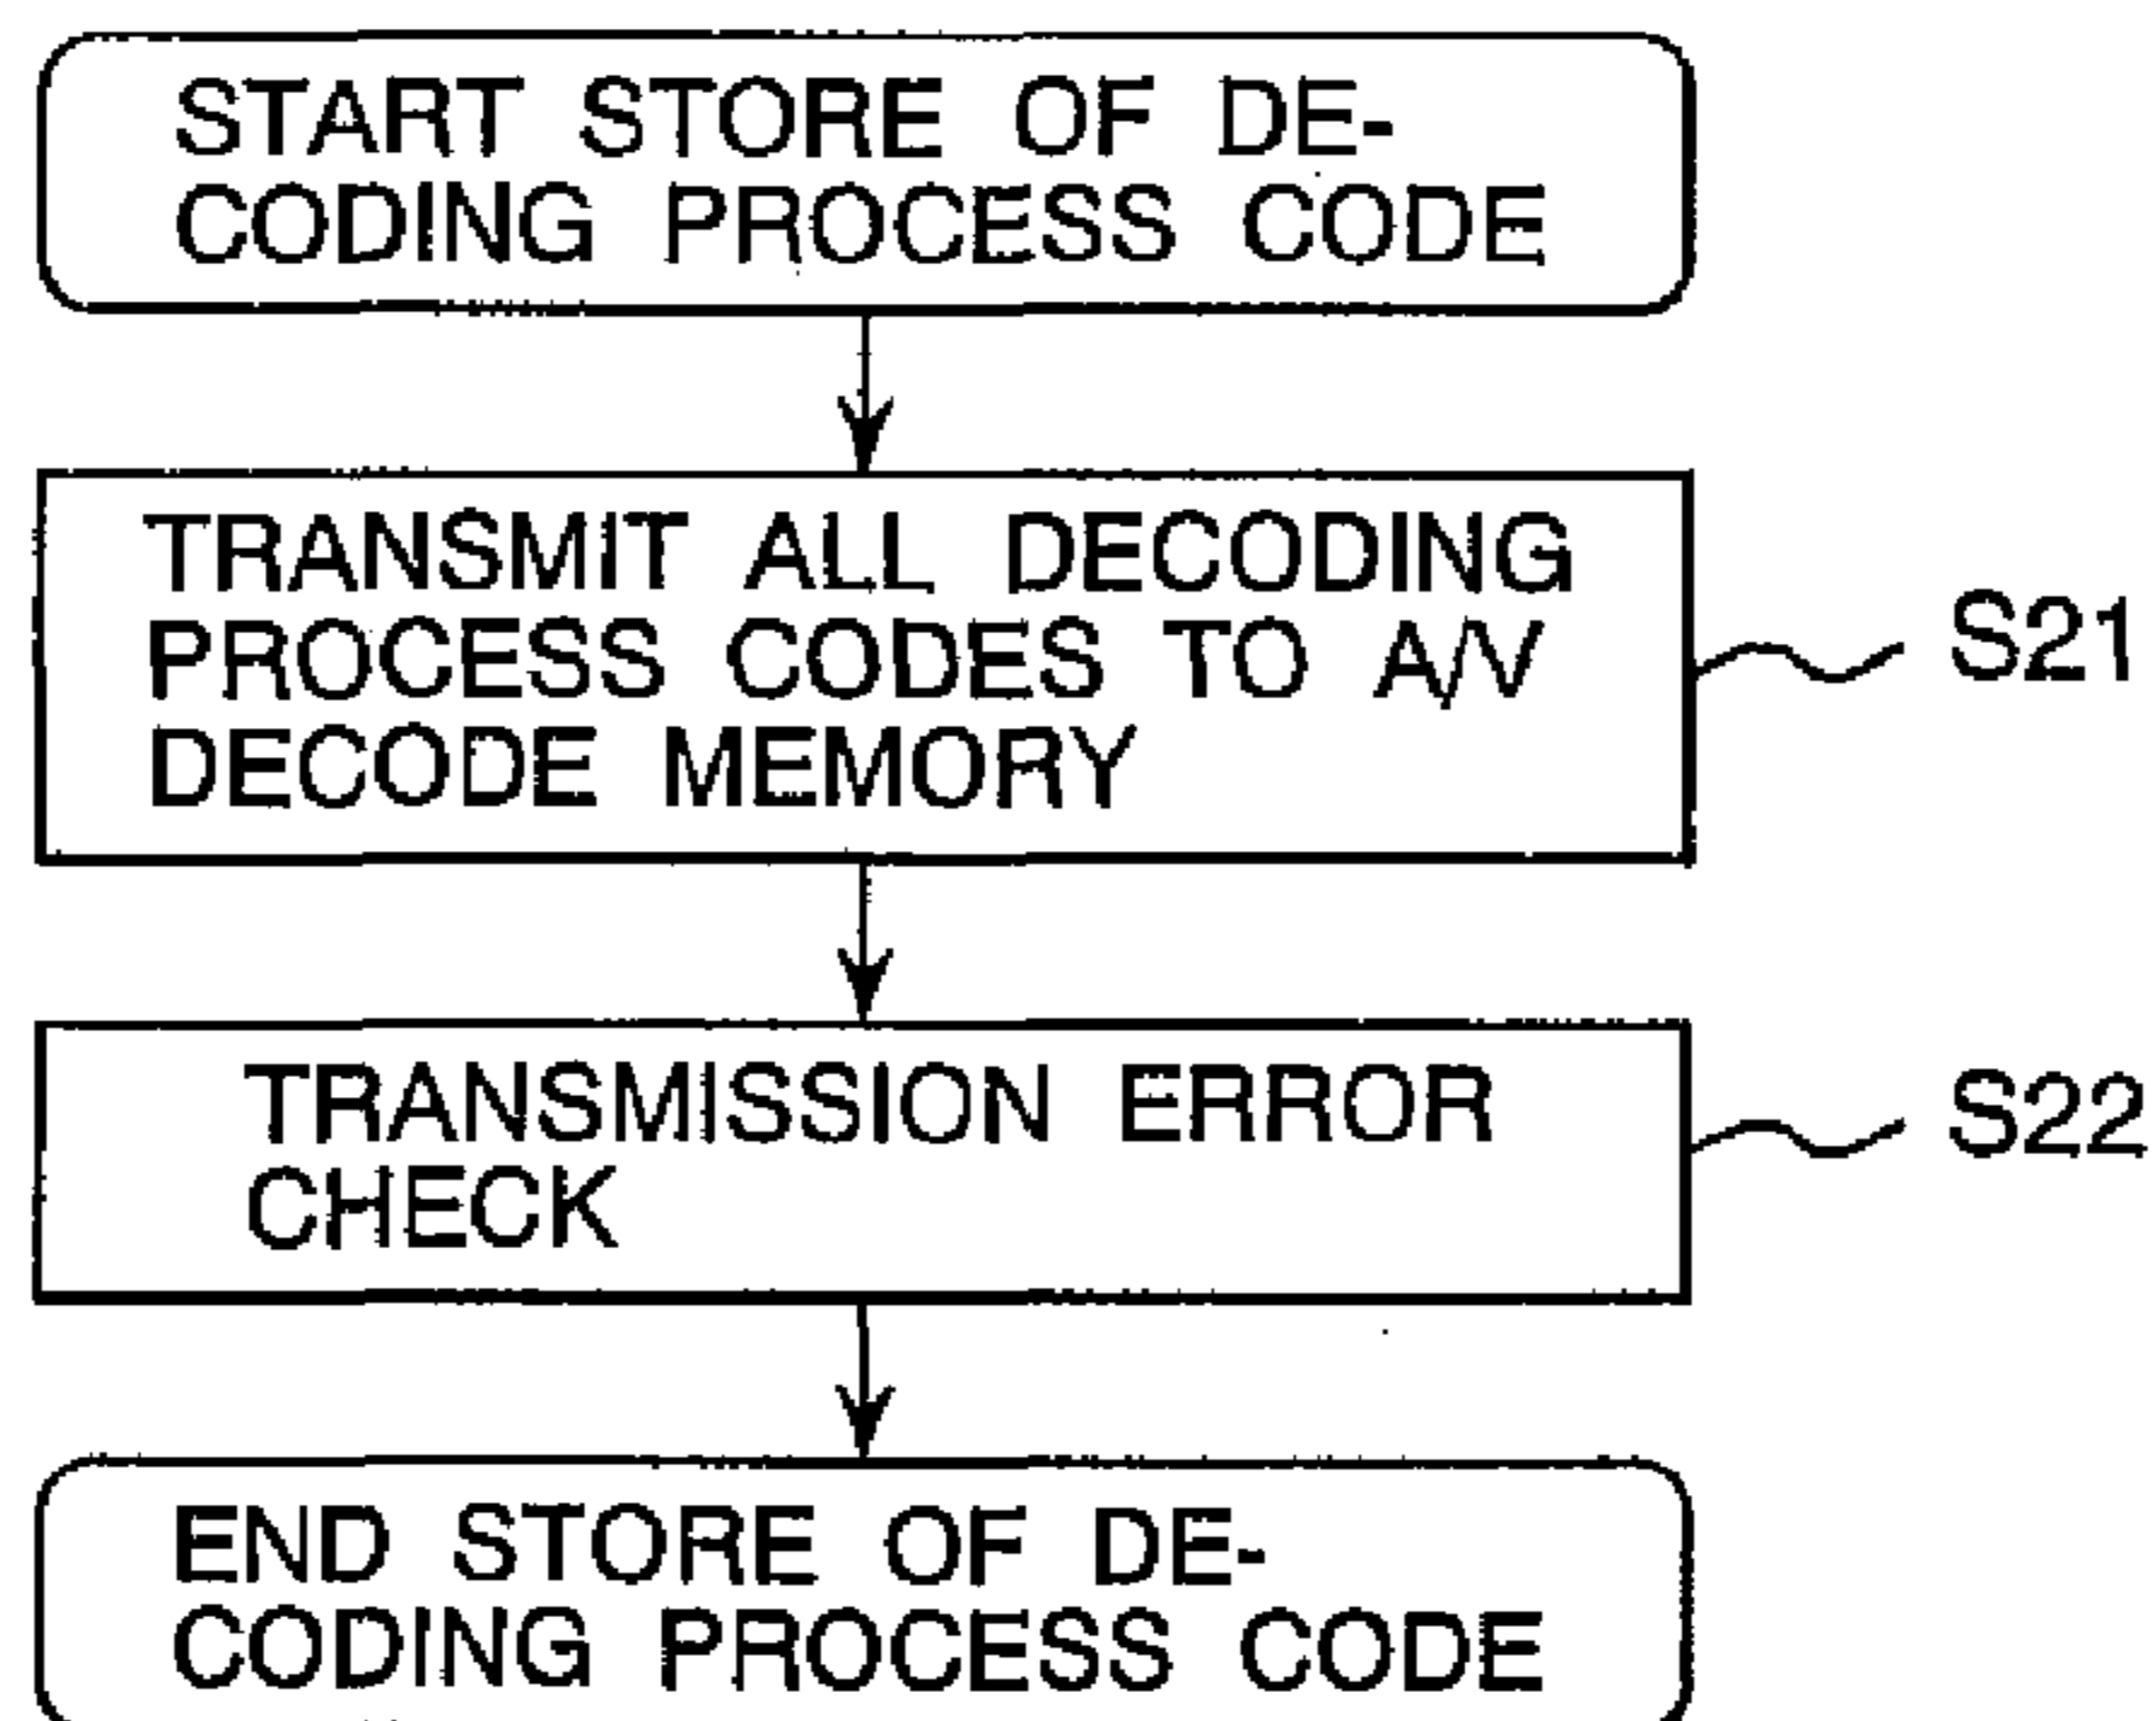 START STORE OF DE-
CODING PROCESS CODE
TRANSMIT ALL DECODING
PROCESS CODES TO A/V
DECODE MEMORY
S21
TRANSMISSION ERROR
CHECK
S22
END STORE OF DE-
CODING PROCESS CODE